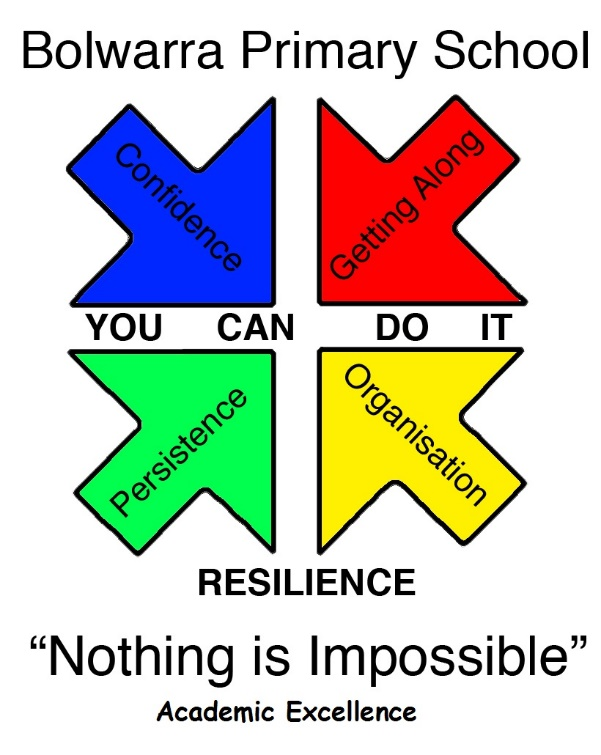 Bolwarra Primary School
Confidence
Getting Along
YOU CAN DO IT
Persistence
Organisation
RESILIENCE
“Nothing is Impossible”
Academic Excellence